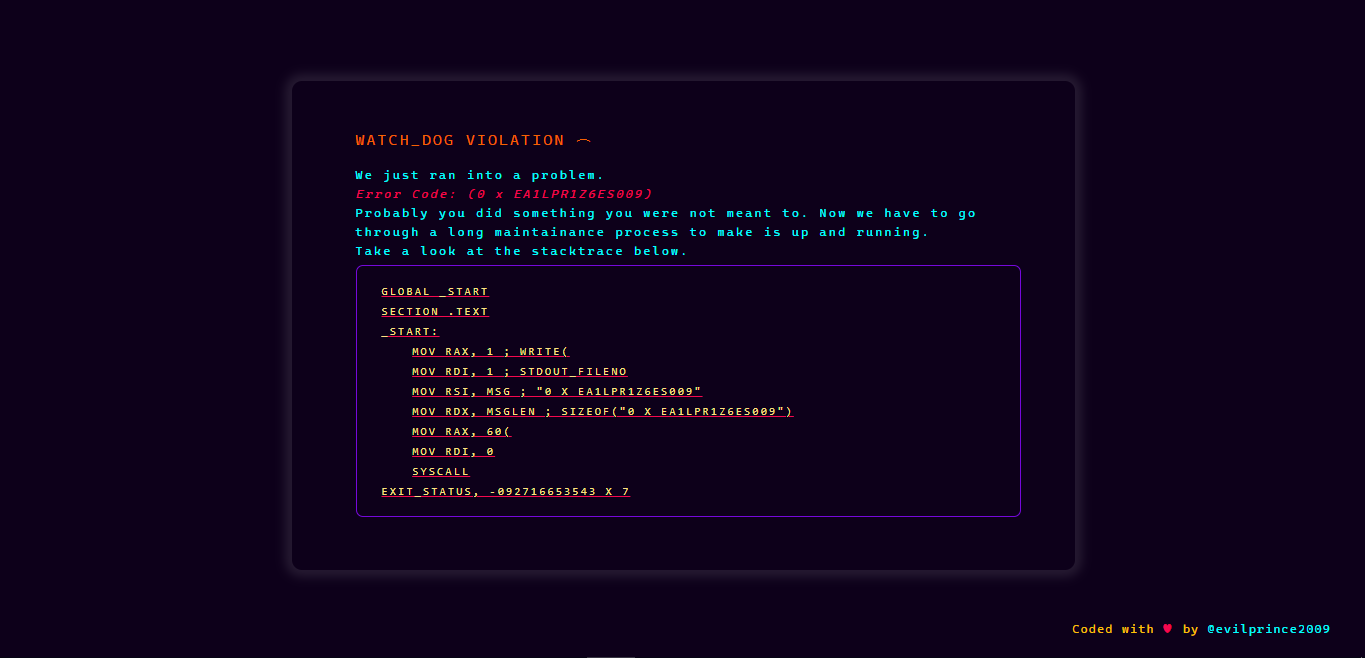 WATCH_DOG VIOLATION ⌒
We just ran into a problem.
Error Code: (0 x EA1LPR1Z6ES009)
Probably you did something you were not meant to. Now we have to go
through a long maintainance process to make is up and running.
Take a look at the stacktrace below.
GLOBAL _START
SECTION .TEXT
_START:
MOV RAX, 1 ; WRITE(
MOV RDI, 1 ; STDOUT_FILENO
MOV RSI, MSG ; "0 X EA1LPR1Z6ES009"
MOV RDX, MSGLEN ; SIZEOF("0 X EA1LPR1Z6ES009")
MOV RAX, 60(
MOV RDI, 0
SYSCALL
EXIT_STATUS, -092716653543 X 7
Coded with ♥ by @evilprince2009